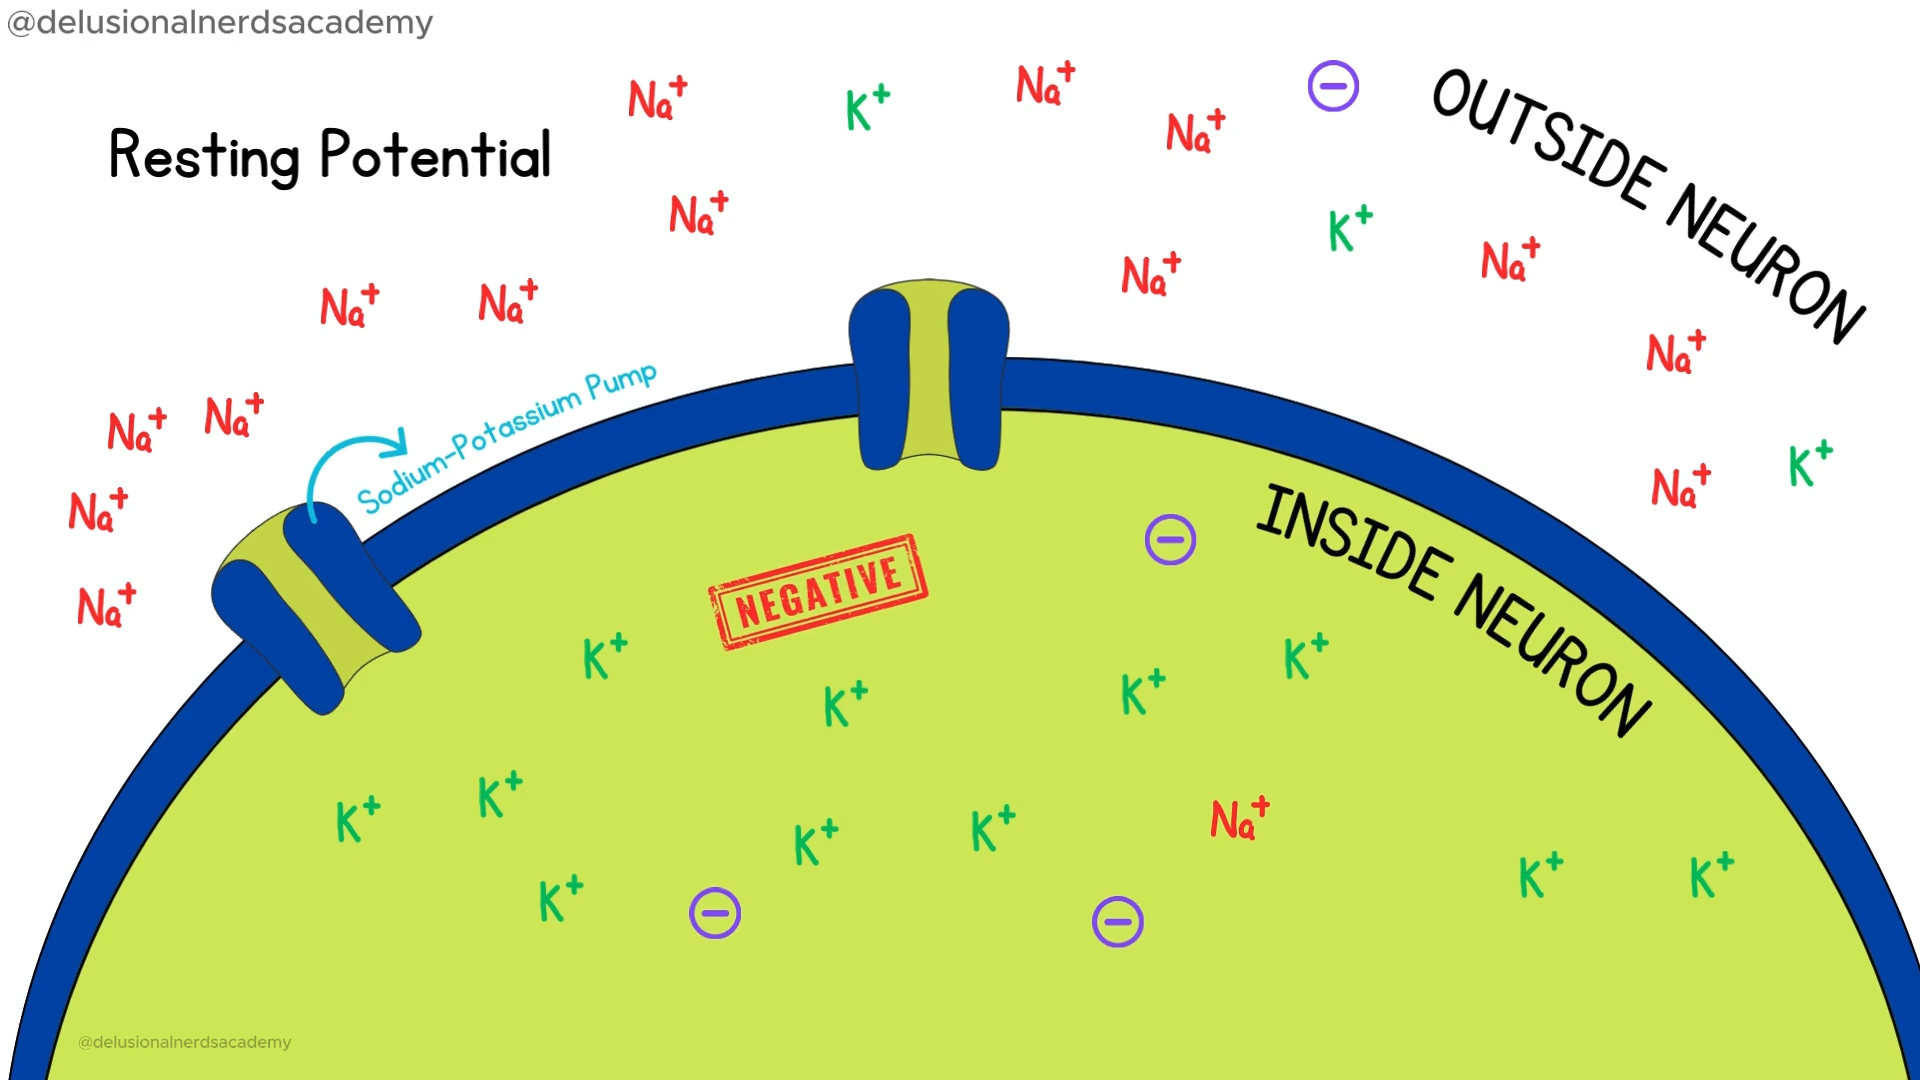 @delusionalnerdsacademy
Na+
K+
Na+
Na+
OUTSIDE NEURON
Resting Potential
Na+
K+
Na+
Na+
Na+
Na+
Na+
Na+
Na+
Na+
Sodium-Potassium Pump
K+
Na+
Na+
Na+
INSIDE NEURON
NEGATIVE
K+
K+
K+
K+
K+
K+
K+
K+
Na+
K+
K+
K+
@delusionalnerdsacademy